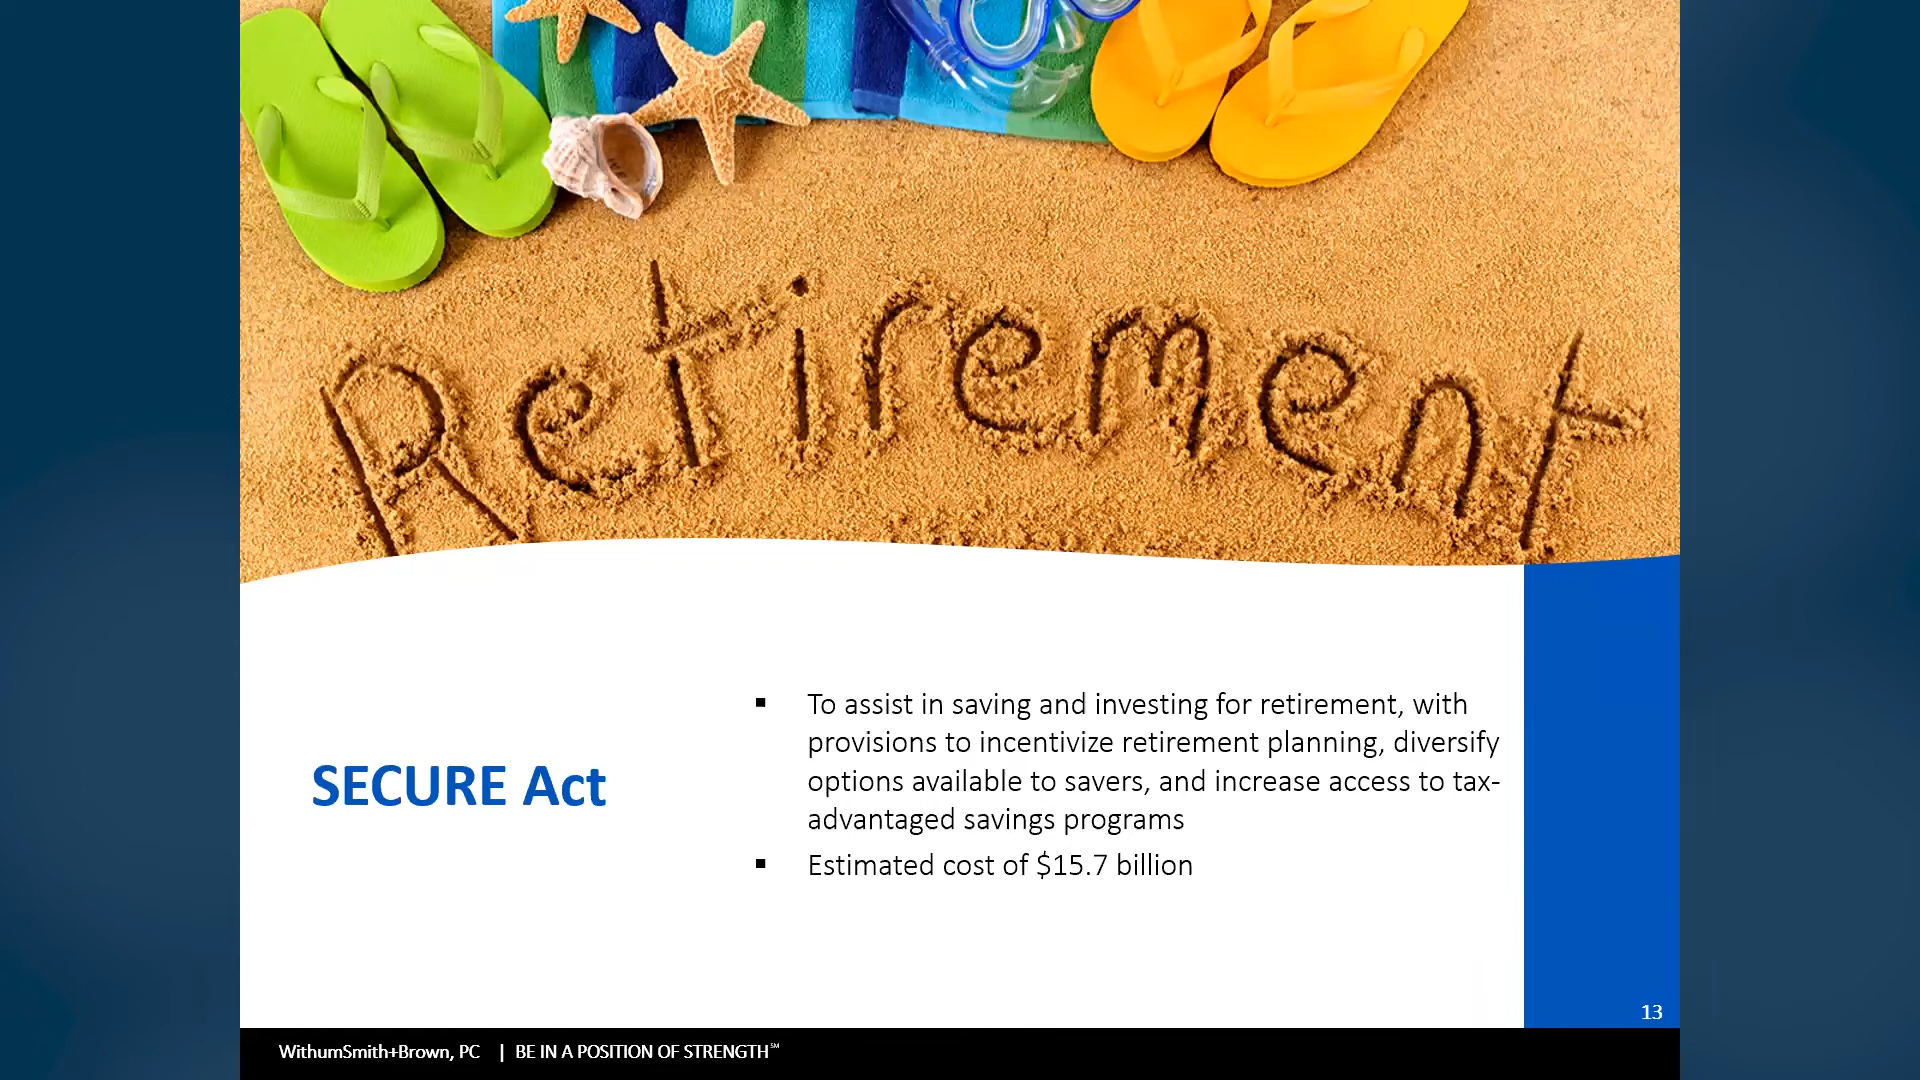 Retirement
SECURE Act
▪ To assist in saving and investing for retirement, with
provisions to incentivize retirement planning, diversify
options available to savers, and increase access to tax-
advantaged savings programs
▪ Estimated cost of $15.7 billion
13
WithumSmith+Brown, PC | BE IN A POSITION OF STRENGTH℠